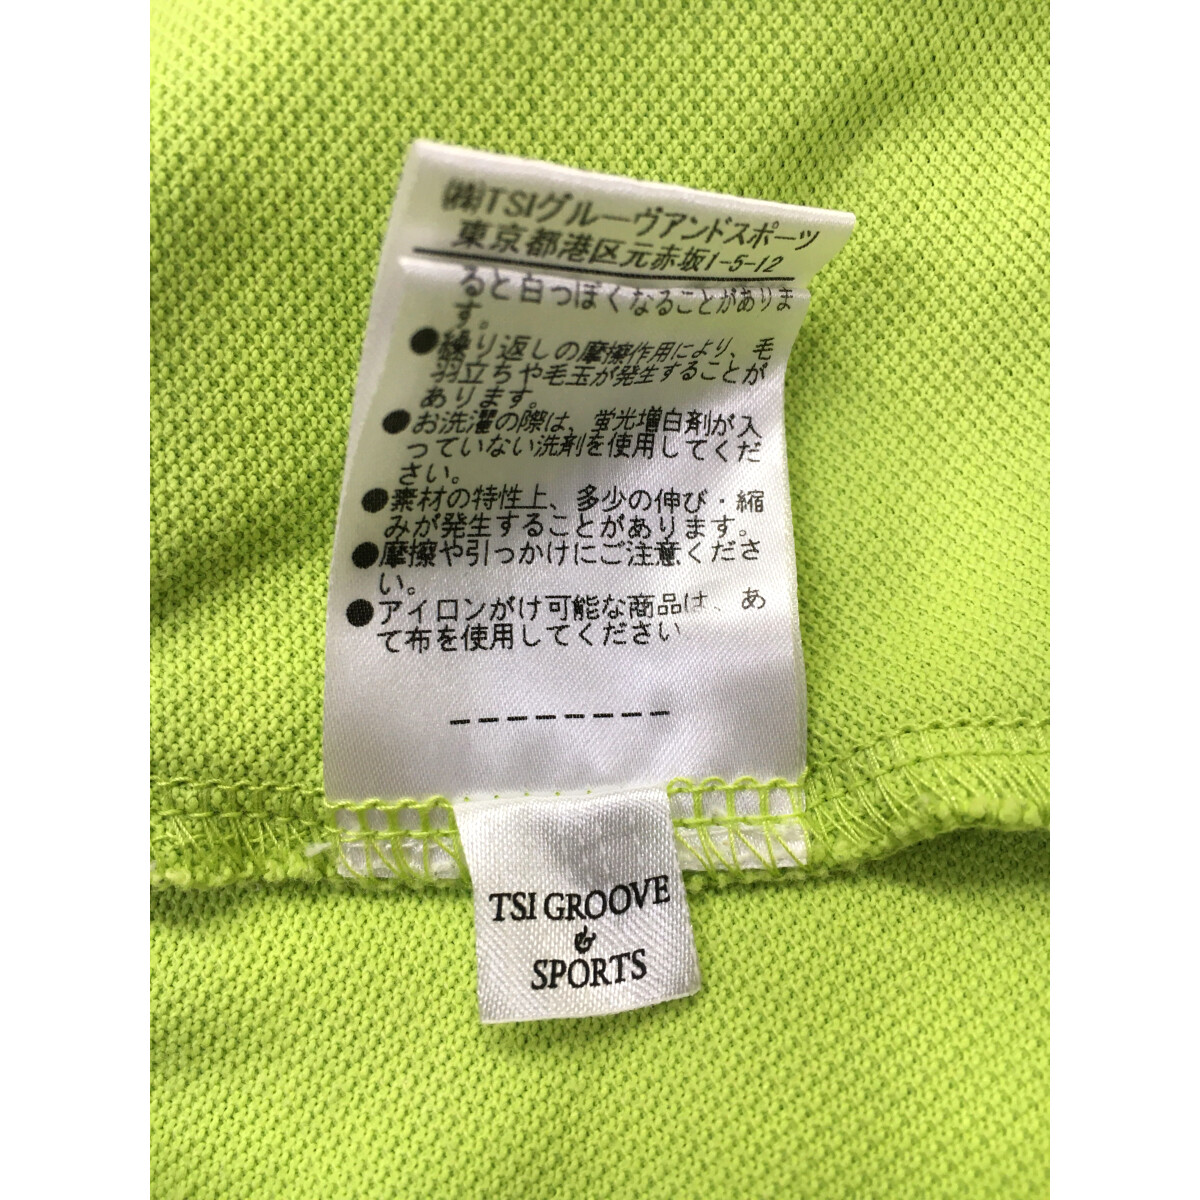 ㈱TSIグルーヴアンドスポーツ
東京都港区元赤坂1-5-12
ると白っぽくなることがありま
す。
●繰り返しの摩擦作用により、毛
羽立ちや毛玉が発生することが
あります。
●お洗濯の際は、蛍光増白剤が入
っていない洗剤を使用してくだ
さい。
●素材の特性上、多少の伸び・縮
みが発生することがあります。
●摩擦や引っかけにご注意くださ
い。
●アイロンがけ可能な商品は、あ
て布を使用してください
--------
TSI GROOVE
&
SPORTS